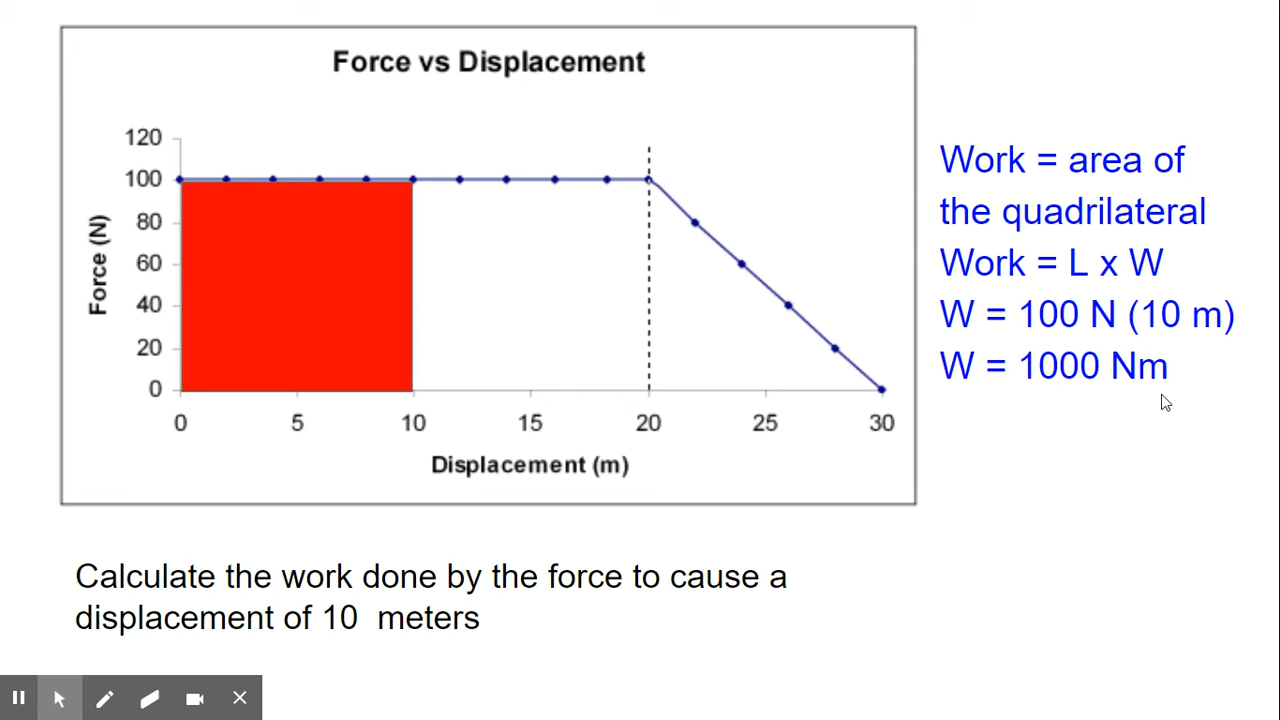 Force vs Displacement
120
100
80
60
40
20
0
Force (N)
0 5 10 15 20 25 30
Displacement (m)
Work = area of
the quadrilateral
Work = L x W
W = 100 N (10 m)
W = 1000 Nm
Calculate the work done by the force to cause a
displacement of 10 meters